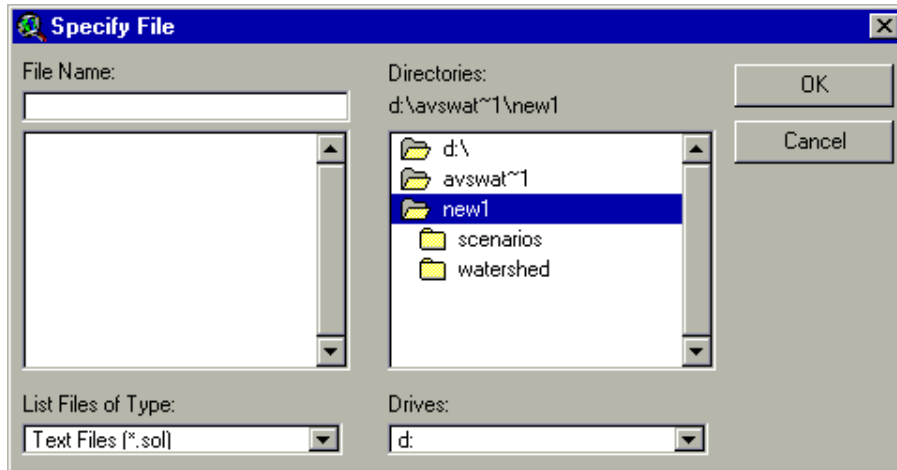 Specify File
File Name:
Directories:
d:\avswat~1\new1
OK
Cancel
d:\
avswat~1
new1
scenarios
watershed
List Files of Type:
Text Files (*.sol)
Drives:
d: